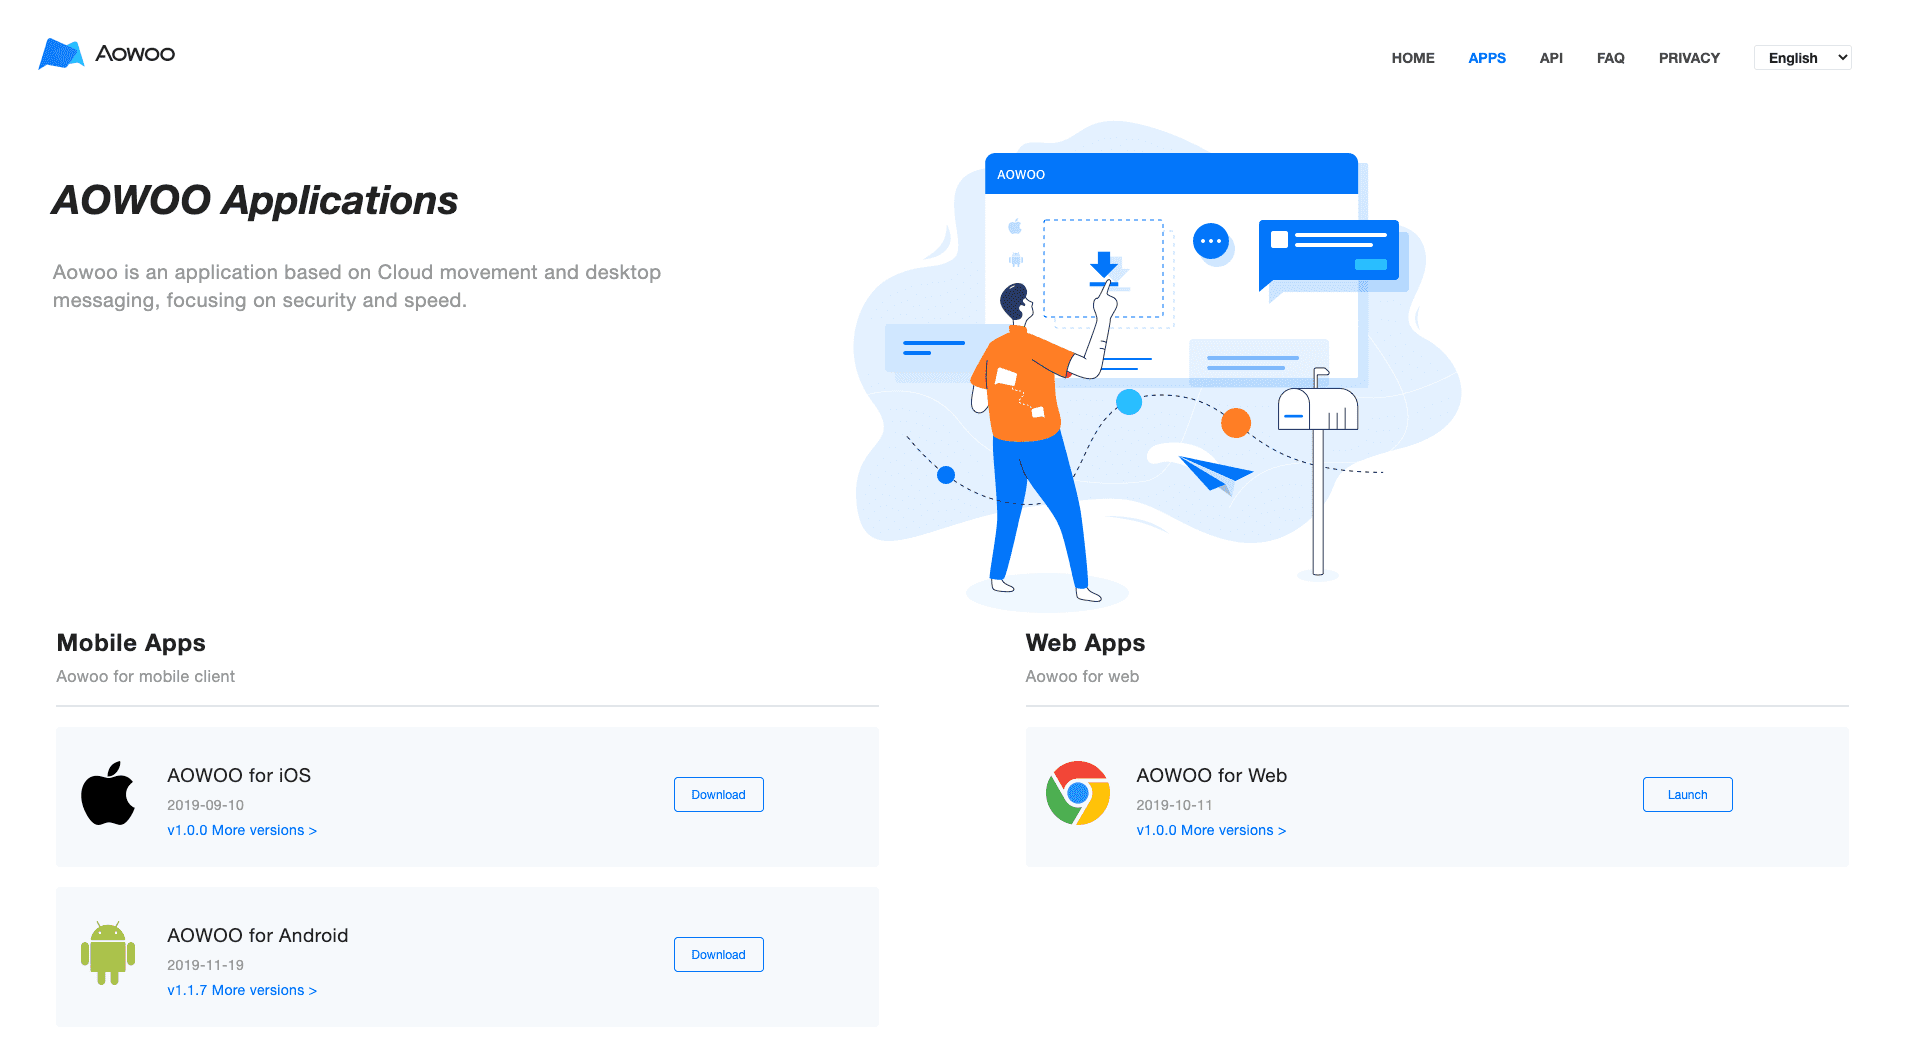 Aowoo
HOME
APPS
API
FAQ
PRIVACY
English
AOWOO Applications
Aowoo is an application based on Cloud movement and desktop
messaging, focusing on security and speed.
AOWOO
Mobile Apps
Aowoo for mobile client
AOWOO for iOS
2019-09-10
v1.0.0 More versions >
Download
AOWOO for Android
2019-11-19
v1.1.7 More versions >
Download
Web Apps
Aowoo for web
AOWOO for Web
2019-10-11
v1.0.0 More versions >
Launch